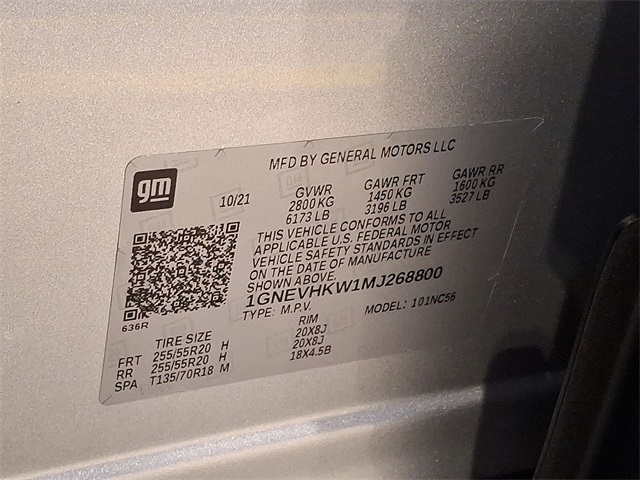 MFD BY GENERAL MOTORS LLC
gm
10/21
GVWR GAWR FRT GAWR RR
2800 KG 1450 KG 1600 KG
6173 LB 3196 LB 3527 LB
THIS VEHICLE CONFORMS TO ALL
APPLICABLE U.S. FEDERAL MOTOR
VEHICLE SAFETY STANDARDS IN EFFECT
ON THE DATE OF MANUFACTURE
SHOWN ABOVE.
1GNEVHKW1MJ268800
TYPE: M.P.V. MODEL: 101NC56
636R
TIRE SIZE RIM
FRT 255/55R20 H 20X8J
RR 255/55R20 H 20X8J
SPA T135/70R18 M 18X4.5B